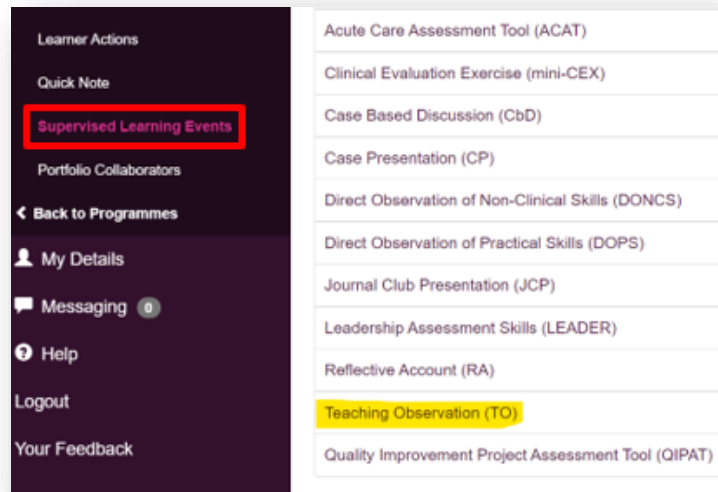 Learner Actions
Quick Note
Supervised Learning Events
Portfolio Collaborators
Back to Programmes
My Details
Messaging 0
Help
Logout
Your Feedback
Acute Care Assessment Tool (ACAT)
Clinical Evaluation Exercise (mini-CEX)
Case Based Discussion (CbD)
Case Presentation (CP)
Direct Observation of Non-Clinical Skills (DONCS)
Direct Observation of Practical Skills (DOPS)
Journal Club Presentation (JCP)
Leadership Assessment Skills (LEADER)
Reflective Account (RA)
Teaching Observation (TO)
Quality Improvement Project Assessment Tool (QIPAT)